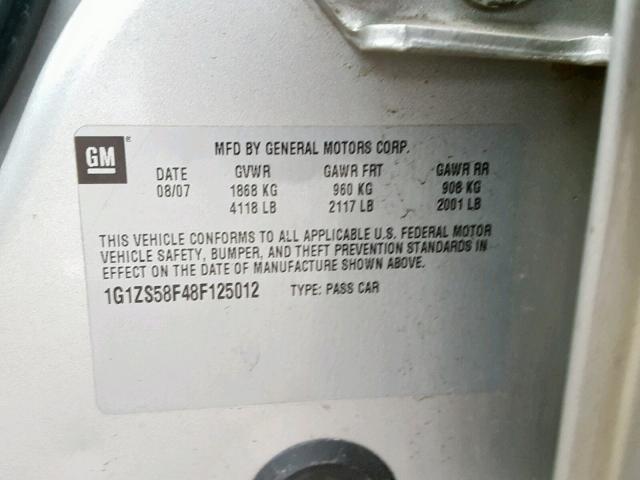 GM ®
MFD BY GENERAL MOTORS CORP.
DATE GVWR GAWR FRT GAWR RR
08/07 1868 KG 960 KG 908 KG
4118 LB 2117 LB 2001 LB
THIS VEHICLE CONFORMS TO ALL APPLICABLE U.S. FEDERAL MOTOR
VEHICLE SAFETY, BUMPER, AND THEFT PREVENTION STANDARDS IN
EFFECT ON THE DATE OF MANUFACTURE SHOWN ABOVE.
1G1ZS58F48F125012 TYPE: PASS CAR